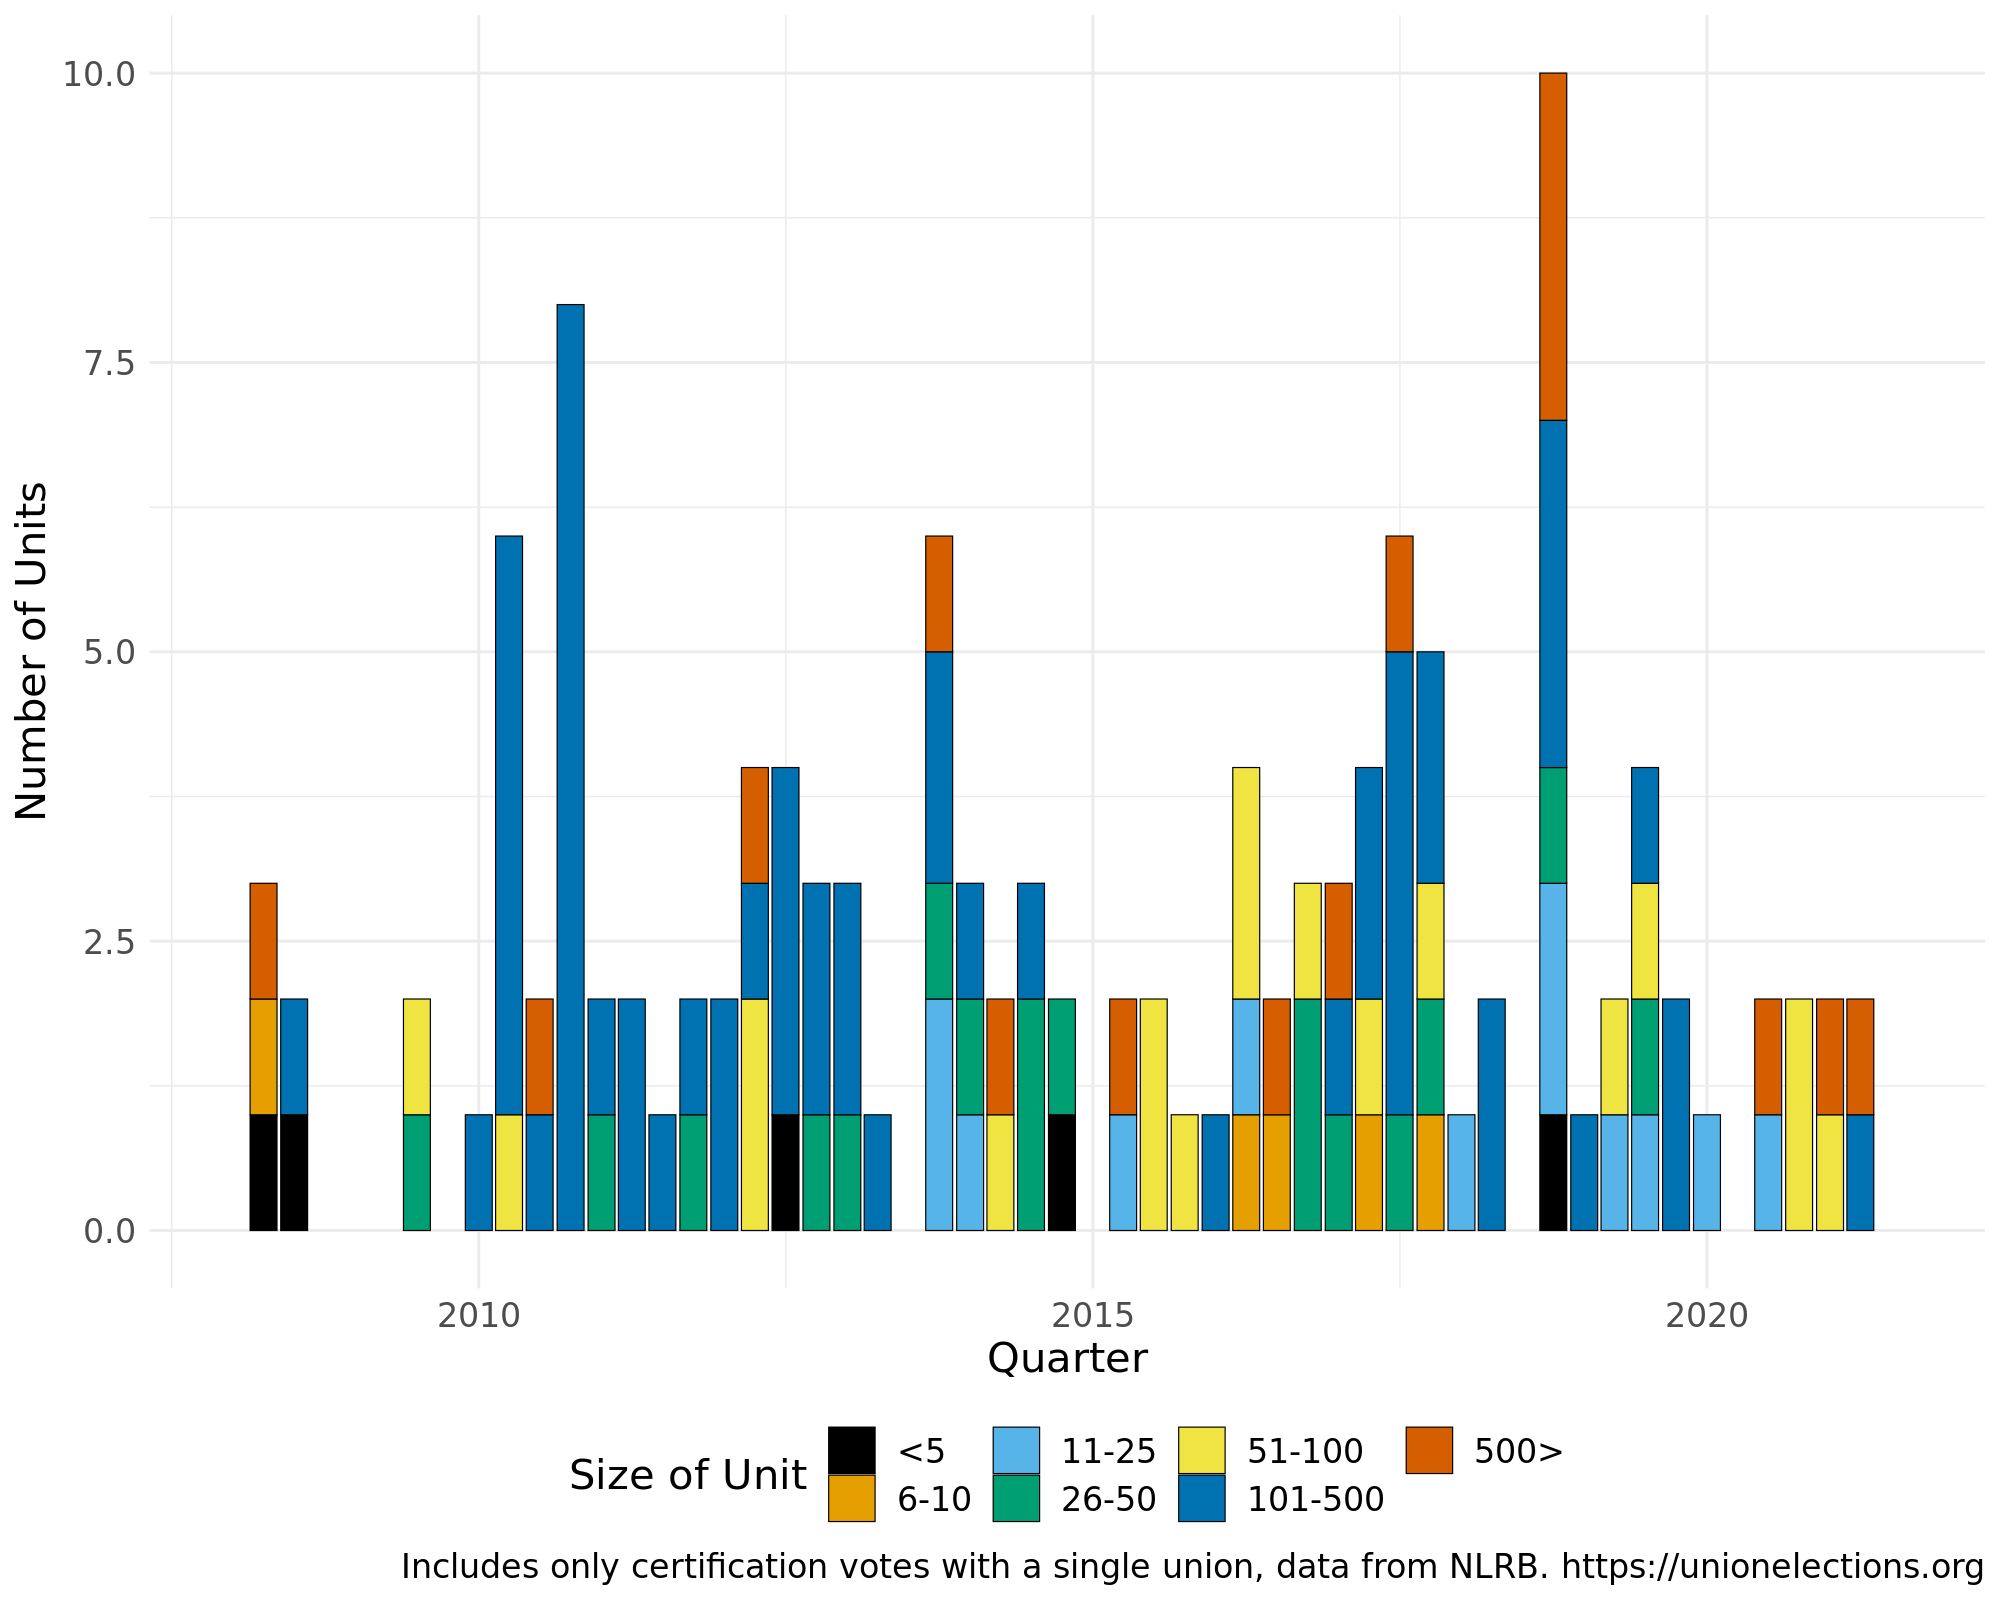 10.0
7.5
5.0
2.5
0.0
Number of Units
2010 2015 2020
Quarter
Size of Unit
<5 11-25 51-100 500>
6-10 26-50 101-500
Includes only certification votes with a single union, data from NLRB. https://unionelections.org